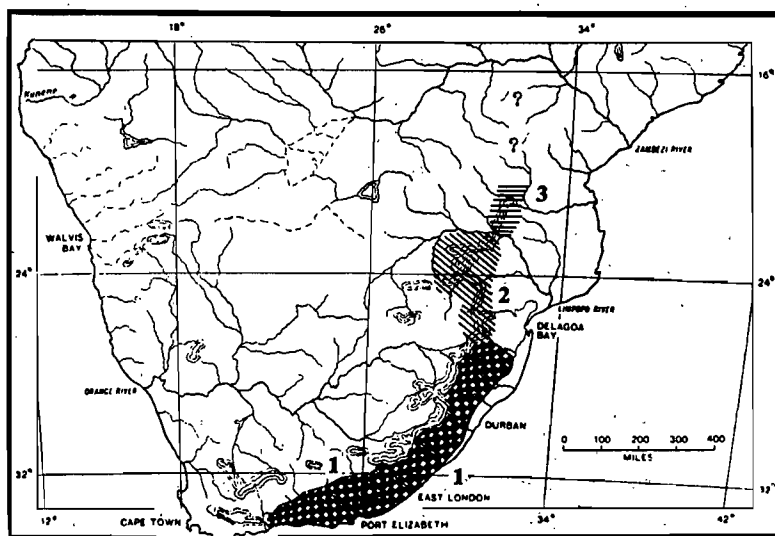 18°
26
34
16°
Kunene
?
?
ZAMBEZI RIVER
3
WALVIS
BAY
24°
24°
2
LIMPOPO RIVER
DELAGOA
BAY
ORANGE RIVER
DURBAN
0 100 200 300 400
MILES
32°
1
1
12°
EAST LONDON
12°
CAPE TOWN
PORT ELIZABETH
34°
42°